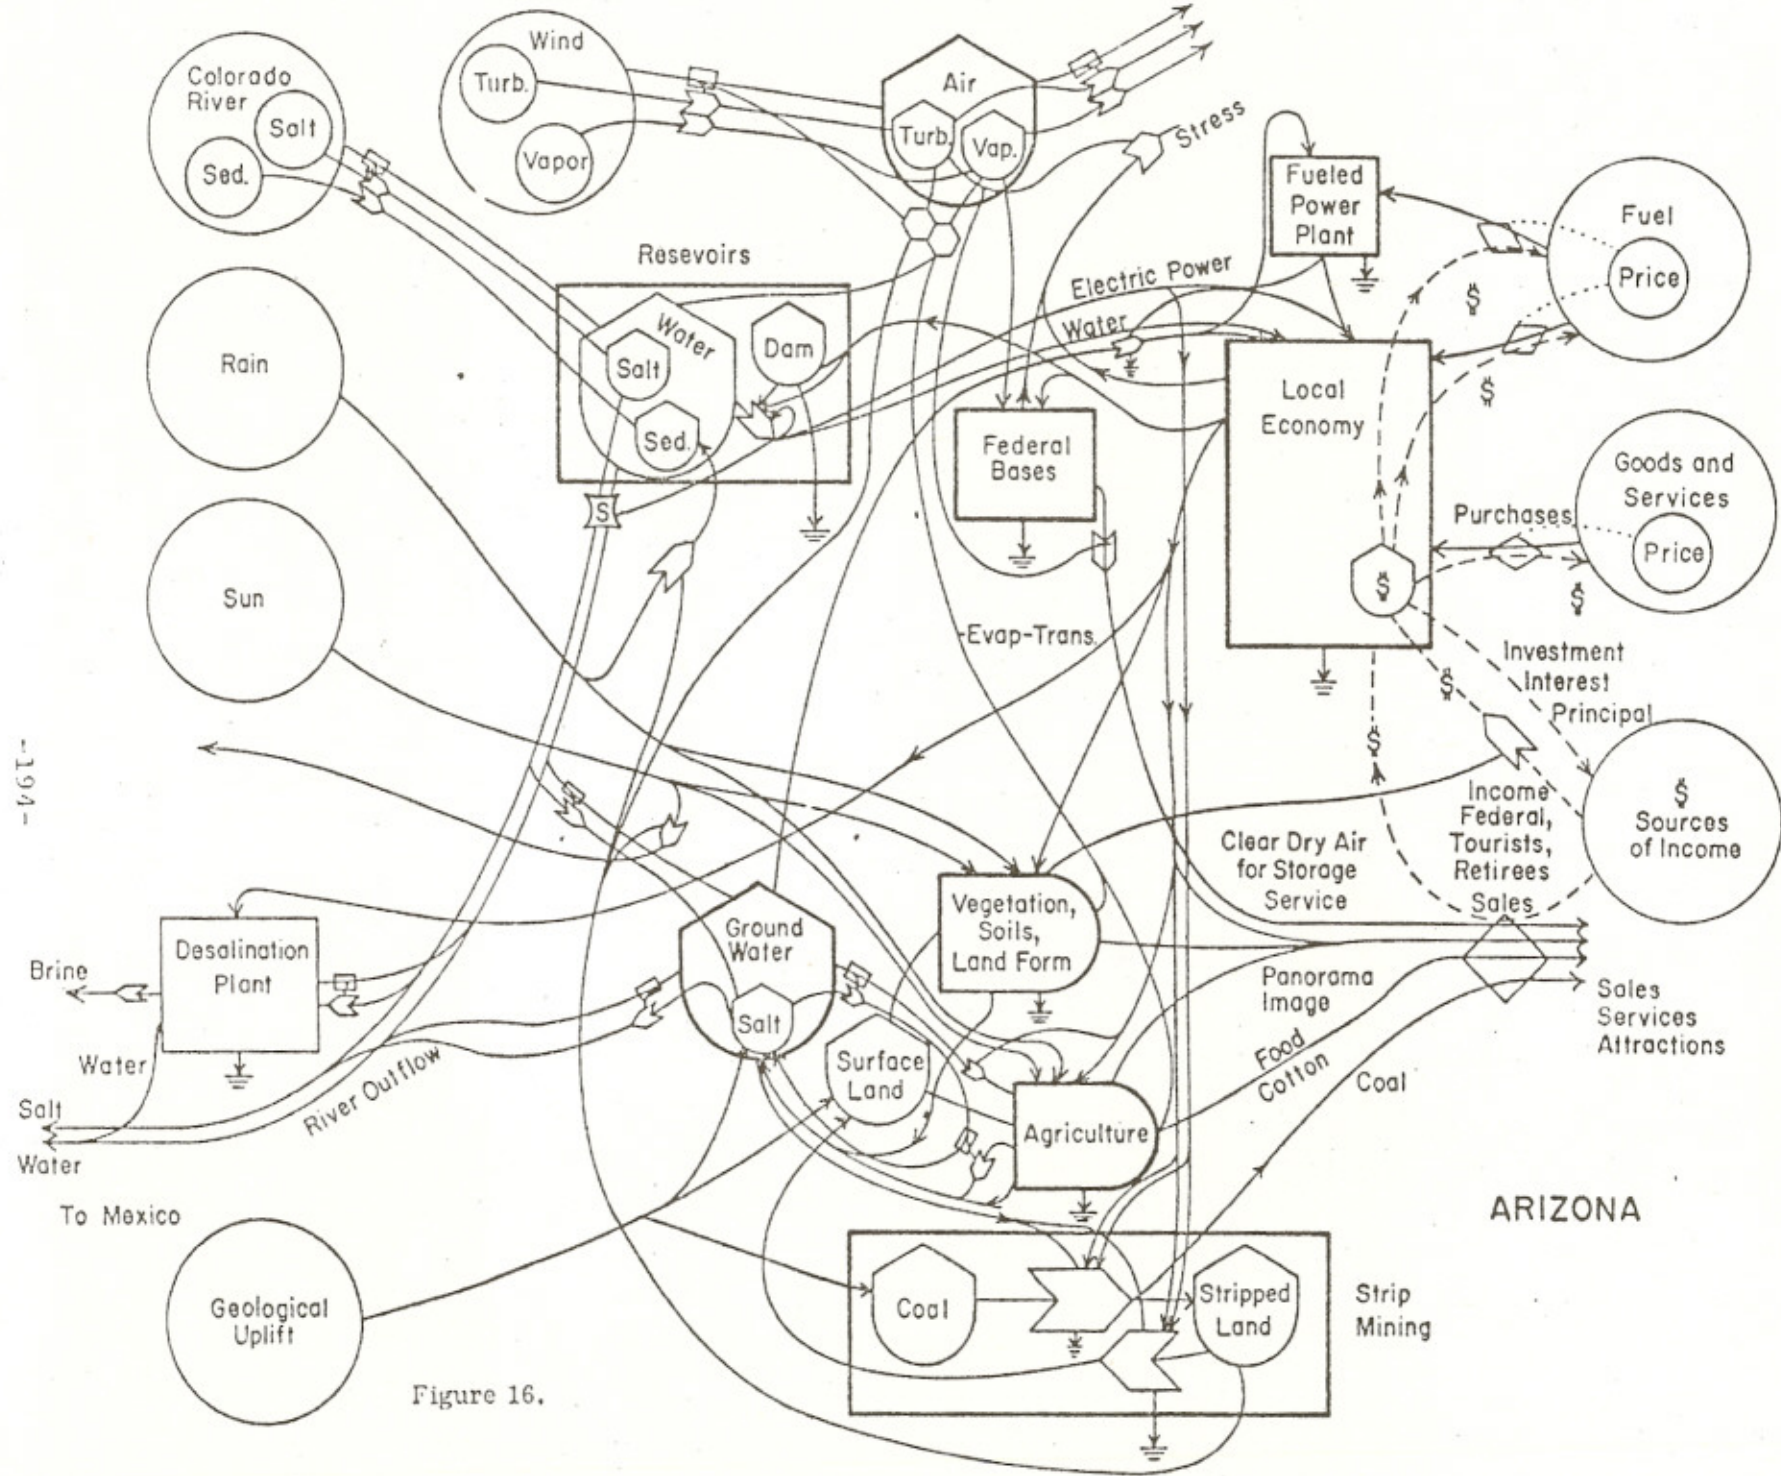 Colorado
River
Salt
Sed.
Wind
Turb.
Vapor
Air
Turb.
Vap.
Stress
Fueled
Power
Plant
Fuel
Price
$
$
Rain
Resevoirs
Water
Salt
Sed.
Dam
S
Electric Power
Water
Federal
Bases
Local
Economy
$
Goods and
Services
Price
Purchases
$
Sun
-Evap-Trans.
Investment
Interest
Principal
$
$
$
Sources
of Income
Income
Federal,
Tourists,
Retirees
Sales
Clear Dry Air
for Storage
Service
-194-
Desalination
Plant
Brine
Water
Salt
Water
To Mexico
River Outflow
Ground
Water
Salt
Surface
Land
Vegetation,
Soils,
Land Form
Panorama
Image
Food
Cotton
Coal
Sales
Services
Attractions
Agriculture
ARIZONA
Geological
Uplift
Coal
Stripped
Land
Strip
Mining
Figure 16.